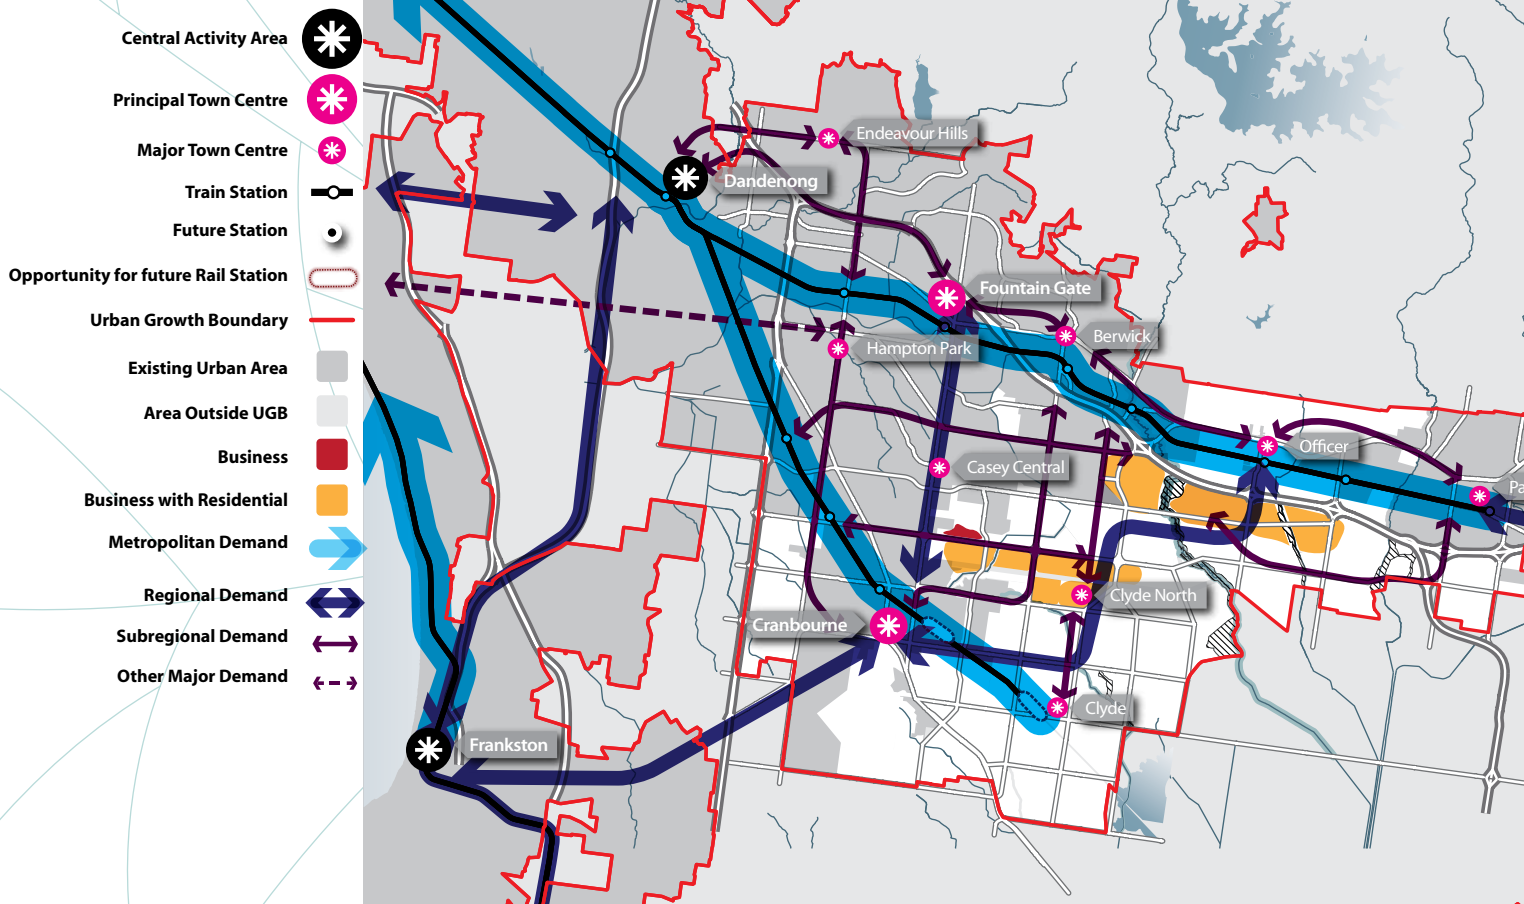 Central Activity Area
Principal Town Centre
Major Town Centre
Train Station
Future Station
Opportunity for future Rail Station
Urban Growth Boundary
Existing Urban Area
Area Outside UGB
Business
Business with Residential
Metropolitan Demand
Regional Demand
Subregional Demand
Other Major Demand
Endeavour Hills
Dandenong
Fountain Gate
Berwick
Hampton Park
Officer
Casey Central
Pa
Clyde North
Cranbourne
Clyde
Frankston